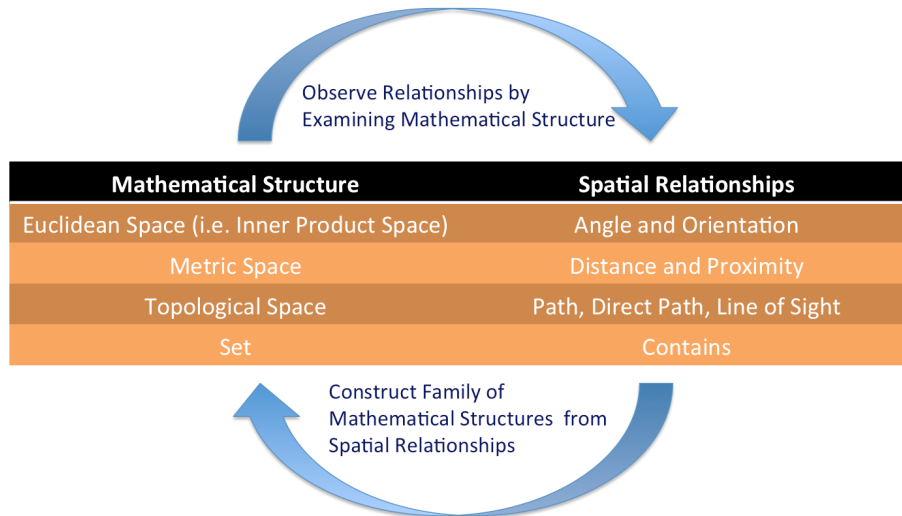 Observe Relationships by
Examining Mathematical Structure
Mathematical Structure Spatial Relationships
Euclidean Space (i.e. Inner Product Space) Angle and Orientation
Metric Space Distance and Proximity
Topological Space Path, Direct Path, Line of Sight
Set Contains
Construct Family of
Mathematical Structures from
Spatial Relationships